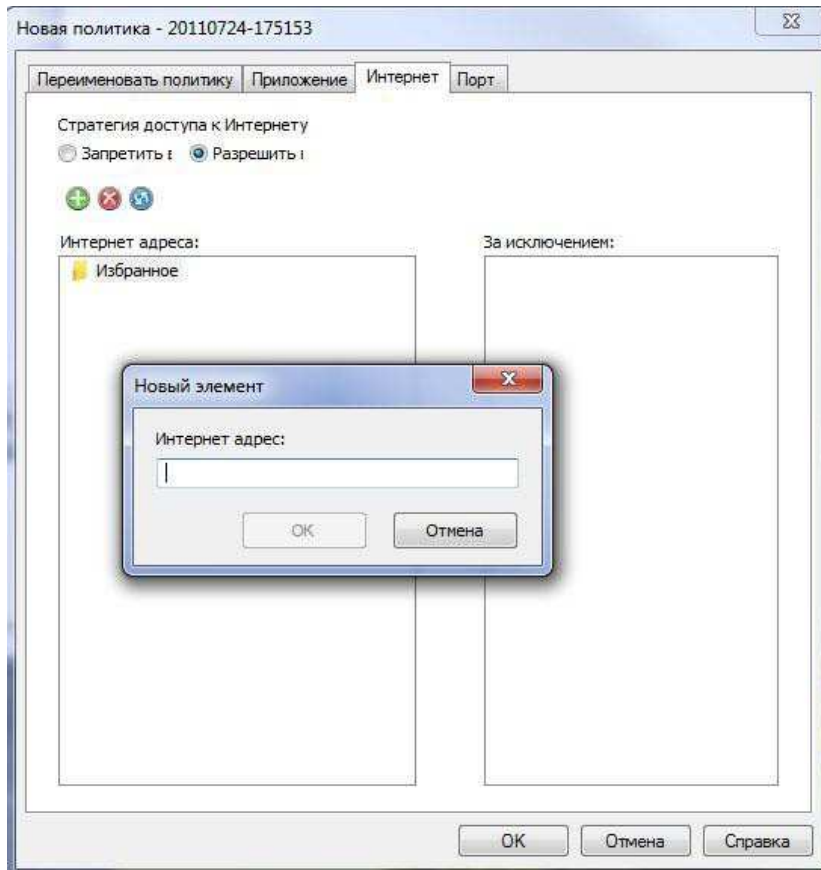 Новая политика - 20110724-175153
Переименовать политику Приложение Интернет Порт
Стратегия доступа к Интернету
Запретить Разрешить
Интернет адреса: За исключением:
Избранное
Новый элемент
Интернет адрес:
OK Отмена
OK Отмена Справка